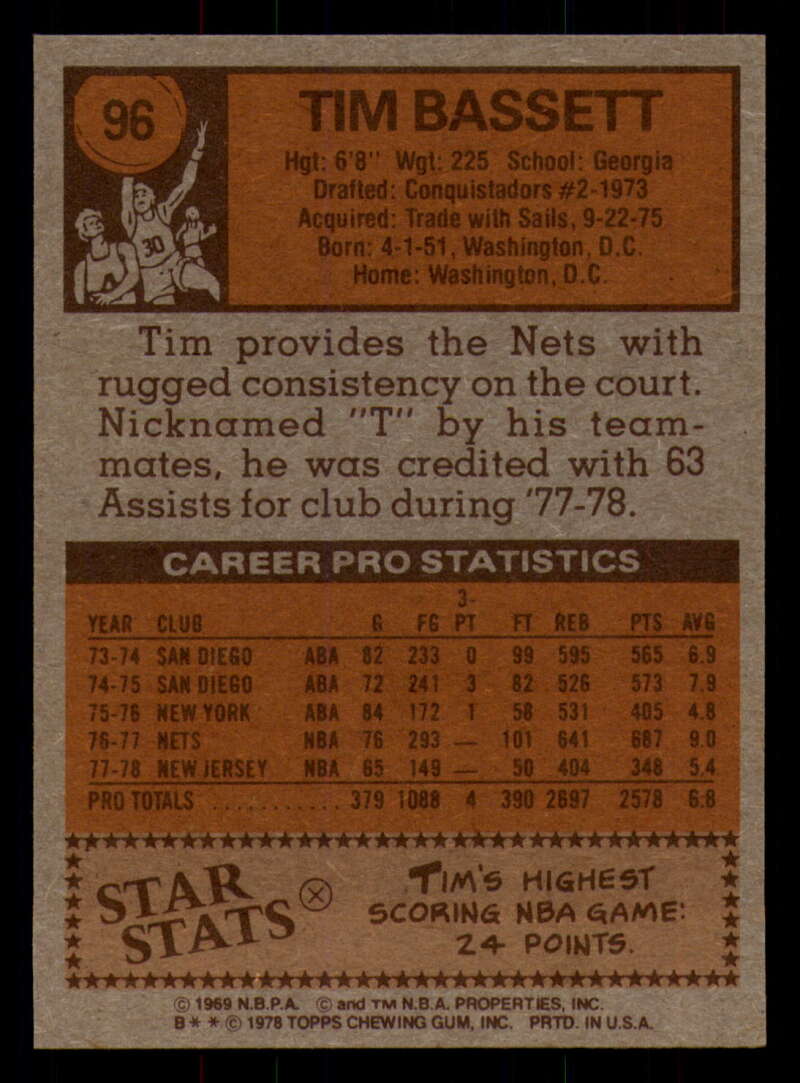 96
TIM BASSETT
Hgt: 6'8" Wgt: 225 School: Georgia
Drafted: Conquistadors #2-1973
Acquired: Trade with Sails, 9-22-75
Born: 4-1-51, Washington, D.C.
Home: Washington, D.C.
30
Tim provides the Nets with
rugged consistency on the court.
Nicknamed "T" by his team-
mates, he was credited with 63
Assists for club during '77-78.
CAREER PRO STATISTICS
YEAR CLUB G FG 3-PT FT REB PTS AVG
73-74 SAN DIEGO ABA 82 233 0 99 595 565 6.9
74-75 SAN DIEGO ABA 72 241 3 82 526 573 7.9
75-76 NEW YORK ABA 84 172 1 58 531 405 4.8
76-77 NETS NBA 76 293 — 101 641 687 9.0
77-78 NEW JERSEY NBA 65 149 — 50 404 348 5.4
PRO TOTALS ............ 379 1088 4 390 2697 2578 6.8
STAR
STATS
TIM'S HIGHEST
SCORING NBA GAME:
24 POINTS.
© 1969 N.B.P.A. © and TM N.B.A. PROPERTIES, INC.
B * * © 1978 TOPPS CHEWING GUM, INC. PRTD. IN U.S.A.